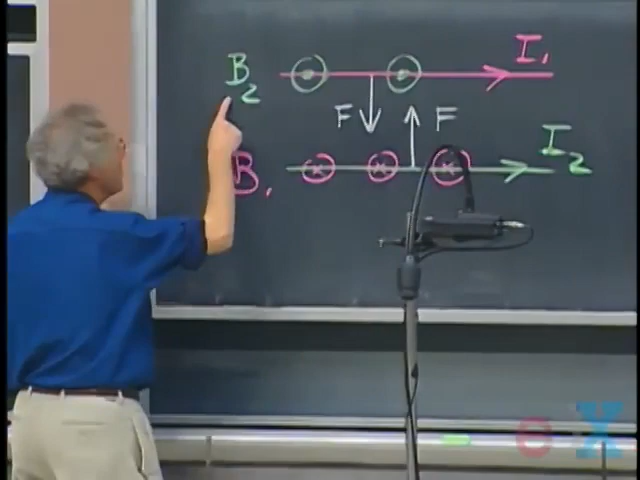 B₂ I₁
F F
B₁ I₂
e X